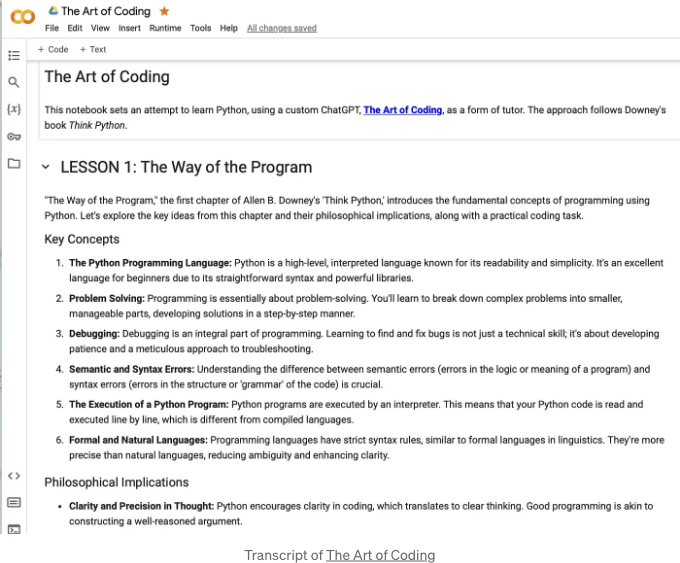 The Art of Coding
File Edit View Insert Runtime Tools Help All changes saved
+ Code + Text
The Art of Coding
This notebook sets an attempt to learn Python, using a custom ChatGPT, The Art of Coding, as a form of tutor. The approach follows Downey's
book Think Python.
LESSON 1: The Way of the Program
"The Way of the Program," the first chapter of Allen B. Downey's 'Think Python,' introduces the fundamental concepts of programming using
Python. Let's explore the key ideas from this chapter and their philosophical implications, along with a practical coding task.
Key Concepts
1. The Python Programming Language: Python is a high-level, interpreted language known for its readability and simplicity. It's an excellent
language for beginners due to its straightforward syntax and powerful libraries.
2. Problem Solving: Programming is essentially about problem-solving. You'll learn to break down complex problems into smaller,
manageable parts, developing solutions in a step-by-step manner.
3. Debugging: Debugging is an integral part of programming. Learning to find and fix bugs is not just a technical skill; it's about developing
patience and a meticulous approach to troubleshooting.
4. Semantic and Syntax Errors: Understanding the difference between semantic errors (errors in the logic or meaning of a program) and
syntax errors (errors in the structure or 'grammar' of the code) is crucial.
5. The Execution of a Python Program: Python programs are executed by an interpreter. This means that your Python code is read and
executed line by line, which is different from compiled languages.
6. Formal and Natural Languages: Programming languages have strict syntax rules, similar to formal languages in linguistics. They're more
precise than natural languages, reducing ambiguity and enhancing clarity.
Philosophical Implications
• Clarity and Precision in Thought: Python encourages clarity in coding, which translates to clear thinking. Good programming is akin to
constructing a well-reasoned argument.
Transcript of The Art of Coding